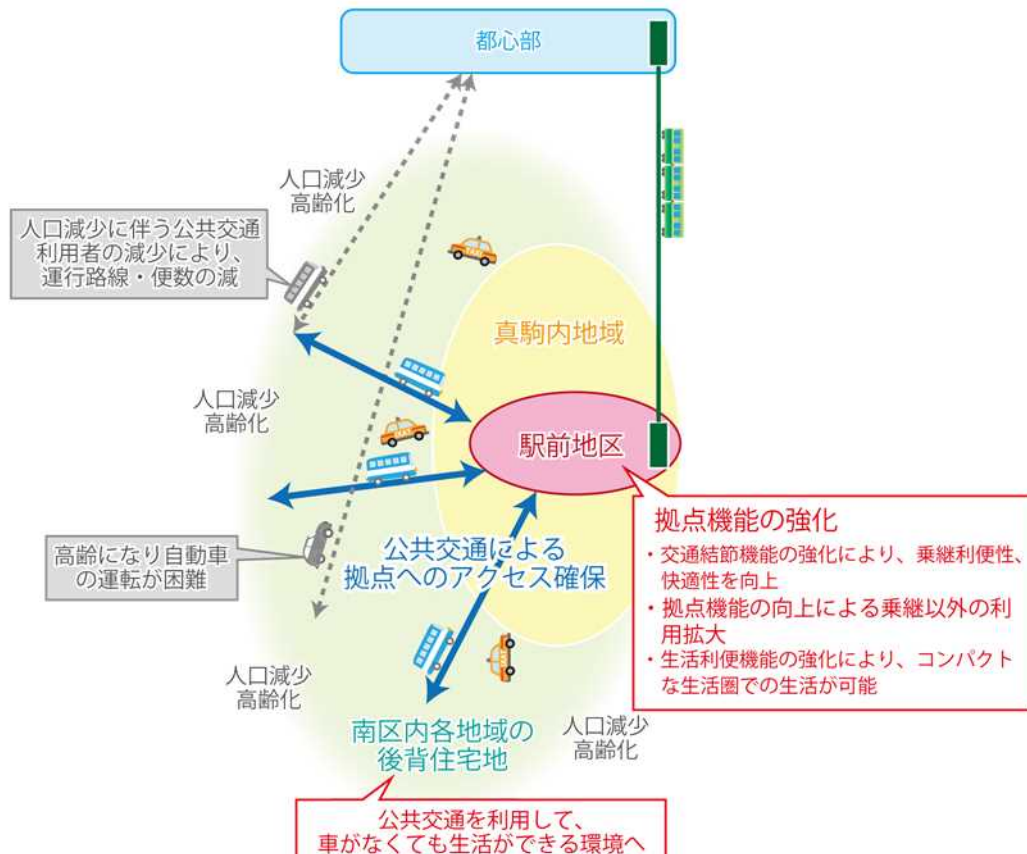 都心部
人口減少
高齢化
人口減少に伴う公共交通
利用者の減少により、
運行路線・便数の減
真駒内地域
人口減少
高齢化
駅前地区
拠点機能の強化
・交通結節機能の強化により、乗継利便性、
快適性を向上
・拠点機能の向上による乗継以外の利
用拡大
・生活利便機能の強化により、コンパクト
な生活圏での生活が可能
高齢になり自動車
の運転が困難
公共交通による
拠点へのアクセス確保
人口減少
高齢化
南区内各地域の
後背住宅地
人口減少
高齢化
公共交通を利用して、
車がなくても生活ができる環境へ